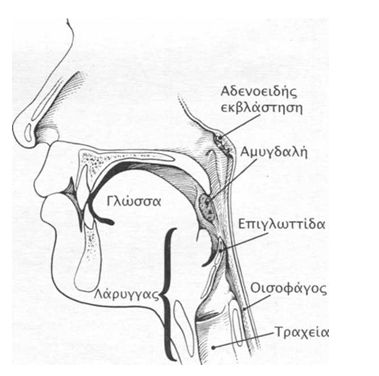 Αδενοειδής
εκβλάστηση
Αμυγδαλή
Γλώσσα
Επιγλωττίδα
Λάρυγγας
Οισοφάγος
Τραχεία